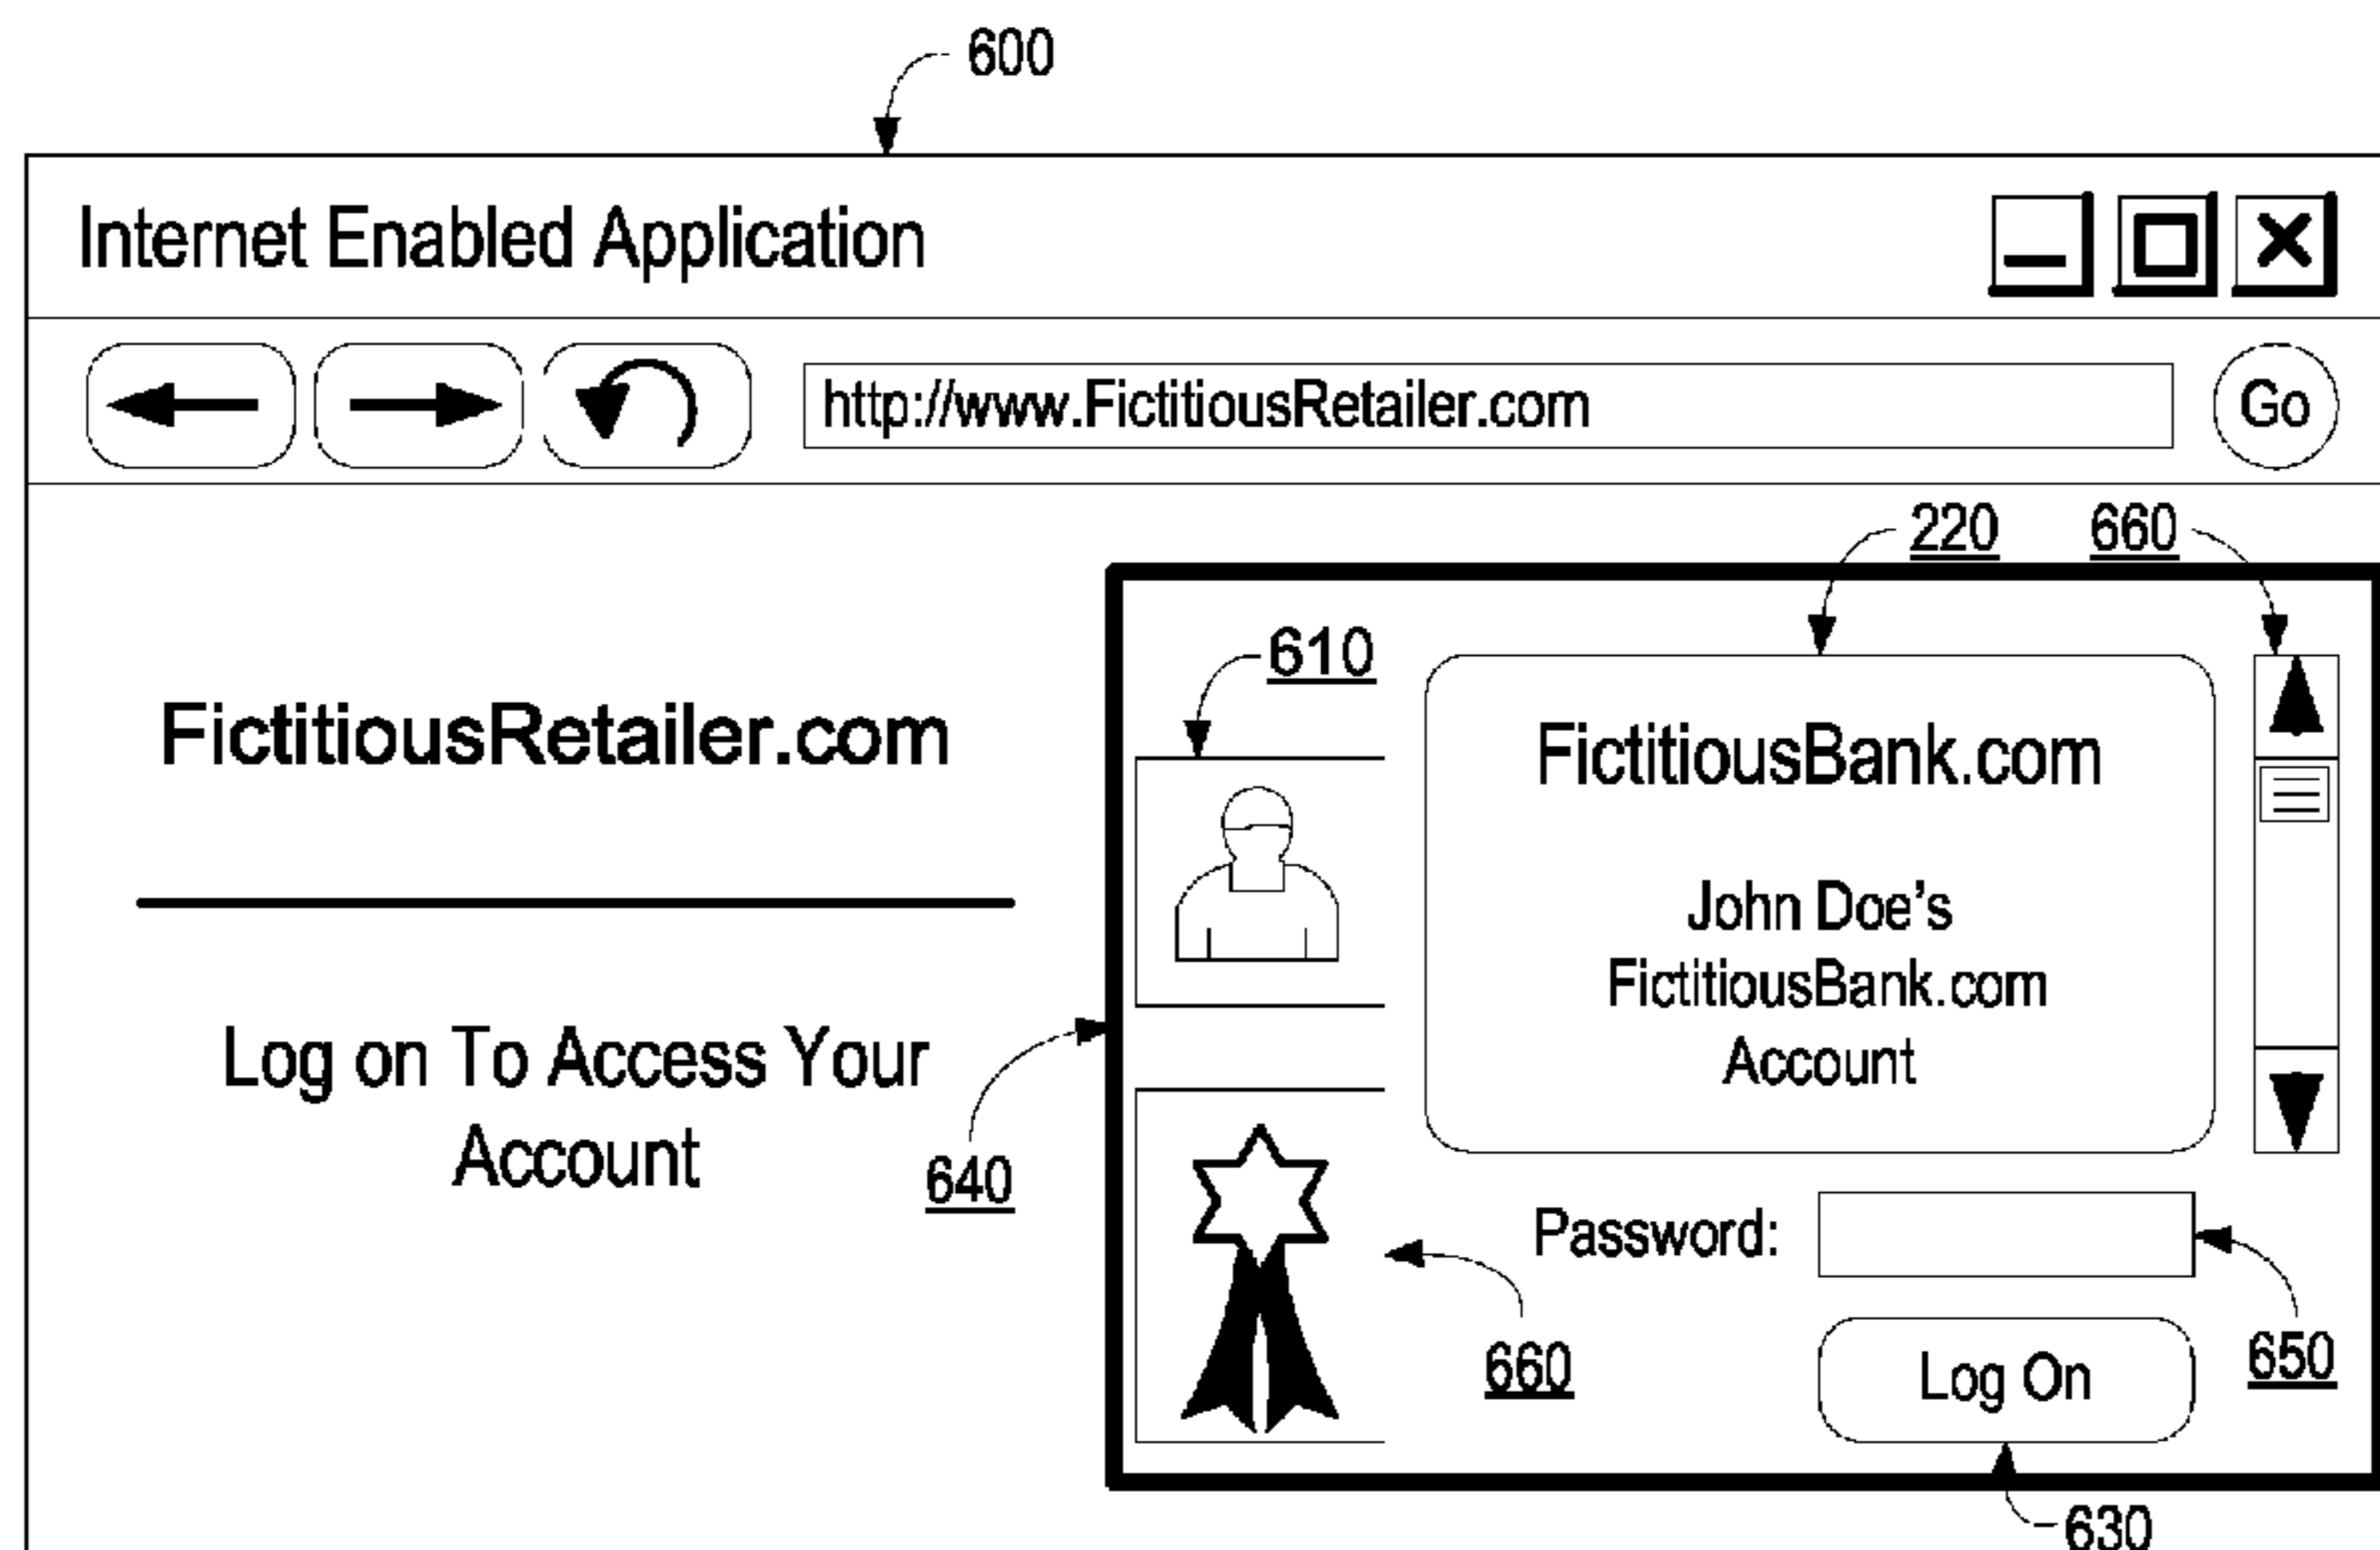 600
Internet Enabled Application
http://www.FictitiousRetailer.com
Go
220
660
610
FictitiousRetailer.com
FictitiousBank.com
John Doe's
FictitiousBank.com
Account
Log on To Access Your
Account
640
Password:
660
650
Log On
630